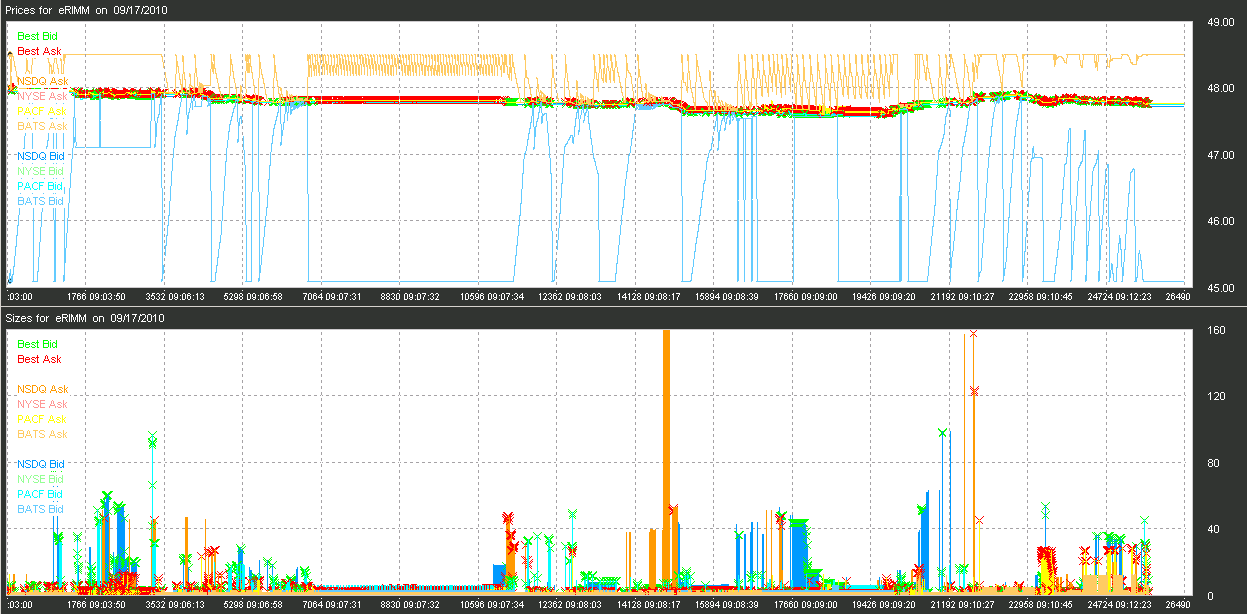 Prices for eRIMM on 09/17/2010
Best Bid
Best Ask
NSDQ Ask
NYSE Ask
PACF Ask
BATS Ask
NSDQ Bid
NYSE Bid
PACF Bid
BATS Bid
49.00
48.00
47.00
46.00
45.00
:03:00 1766 09:03:50 3532 09:06:13 5298 09:06:58 7064 09:07:31 8830 09:07:32 10596 09:07:34 12362 09:08:03 14128 09:08:17 15894 09:08:39 17660 09:09:00 19426 09:09:20 21192 09:10:27 22958 09:10:46 24724 09:12:23 26490
Sizes for eRIMM on 09/17/2010
Best Bid
Best Ask
NSDQ Ask
NYSE Ask
PACF Ask
BATS Ask
NSDQ Bid
NYSE Bid
PACF Bid
BATS Bid
160
120
80
40
0
:03:00 1766 09:03:50 3532 09:06:13 5298 09:06:58 7064 09:07:31 8830 09:07:32 10596 09:07:34 12362 09:08:03 14128 09:08:17 15894 09:08:39 17660 09:09:00 19426 09:09:20 21192 09:10:27 22958 09:10:46 24724 09:12:23 26490